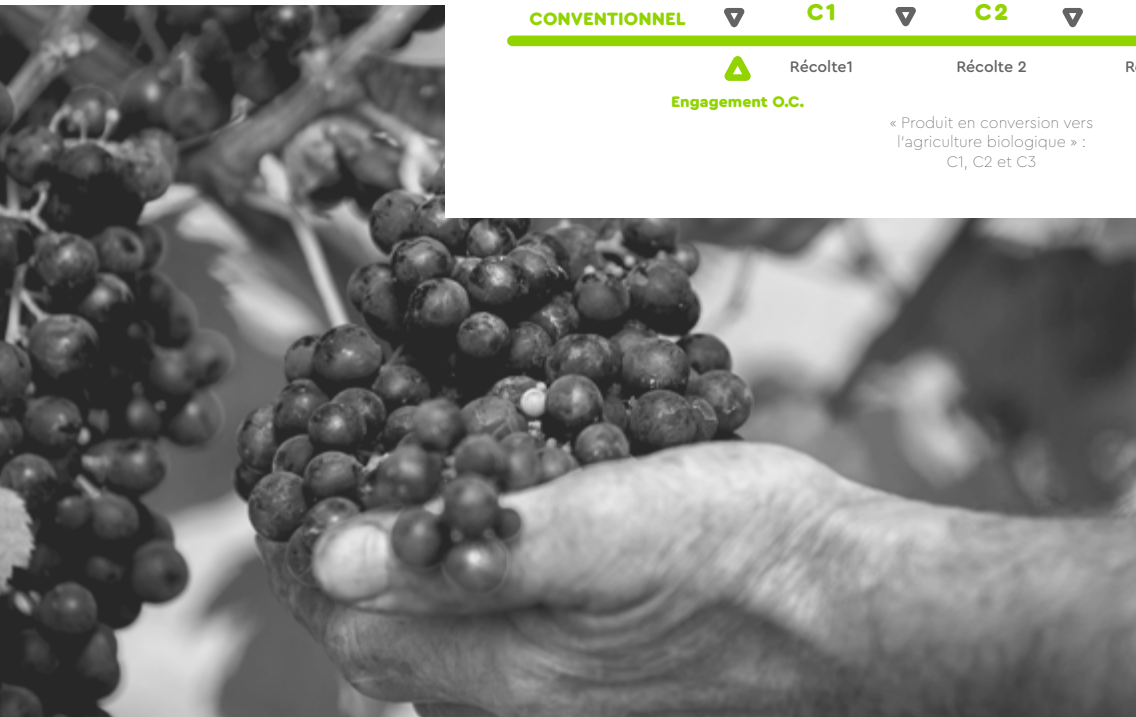 CONVENTIONNEL C1 C2
Récolte1 Récolte 2
Engagement O.C.
« Produit en conversion vers
l'agriculture biologique » :
C1, C2 et C3